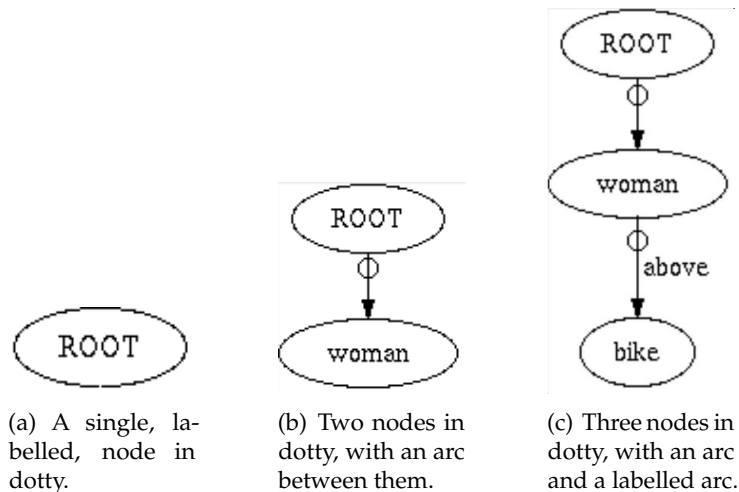 ROOT
(a) A single, la-
belled, node in
dotty.
ROOT
woman
(b) Two nodes in
dotty, with an arc
between them.
ROOT
woman
above
bike
(c) Three nodes in
dotty, with an arc
and a labelled arc.